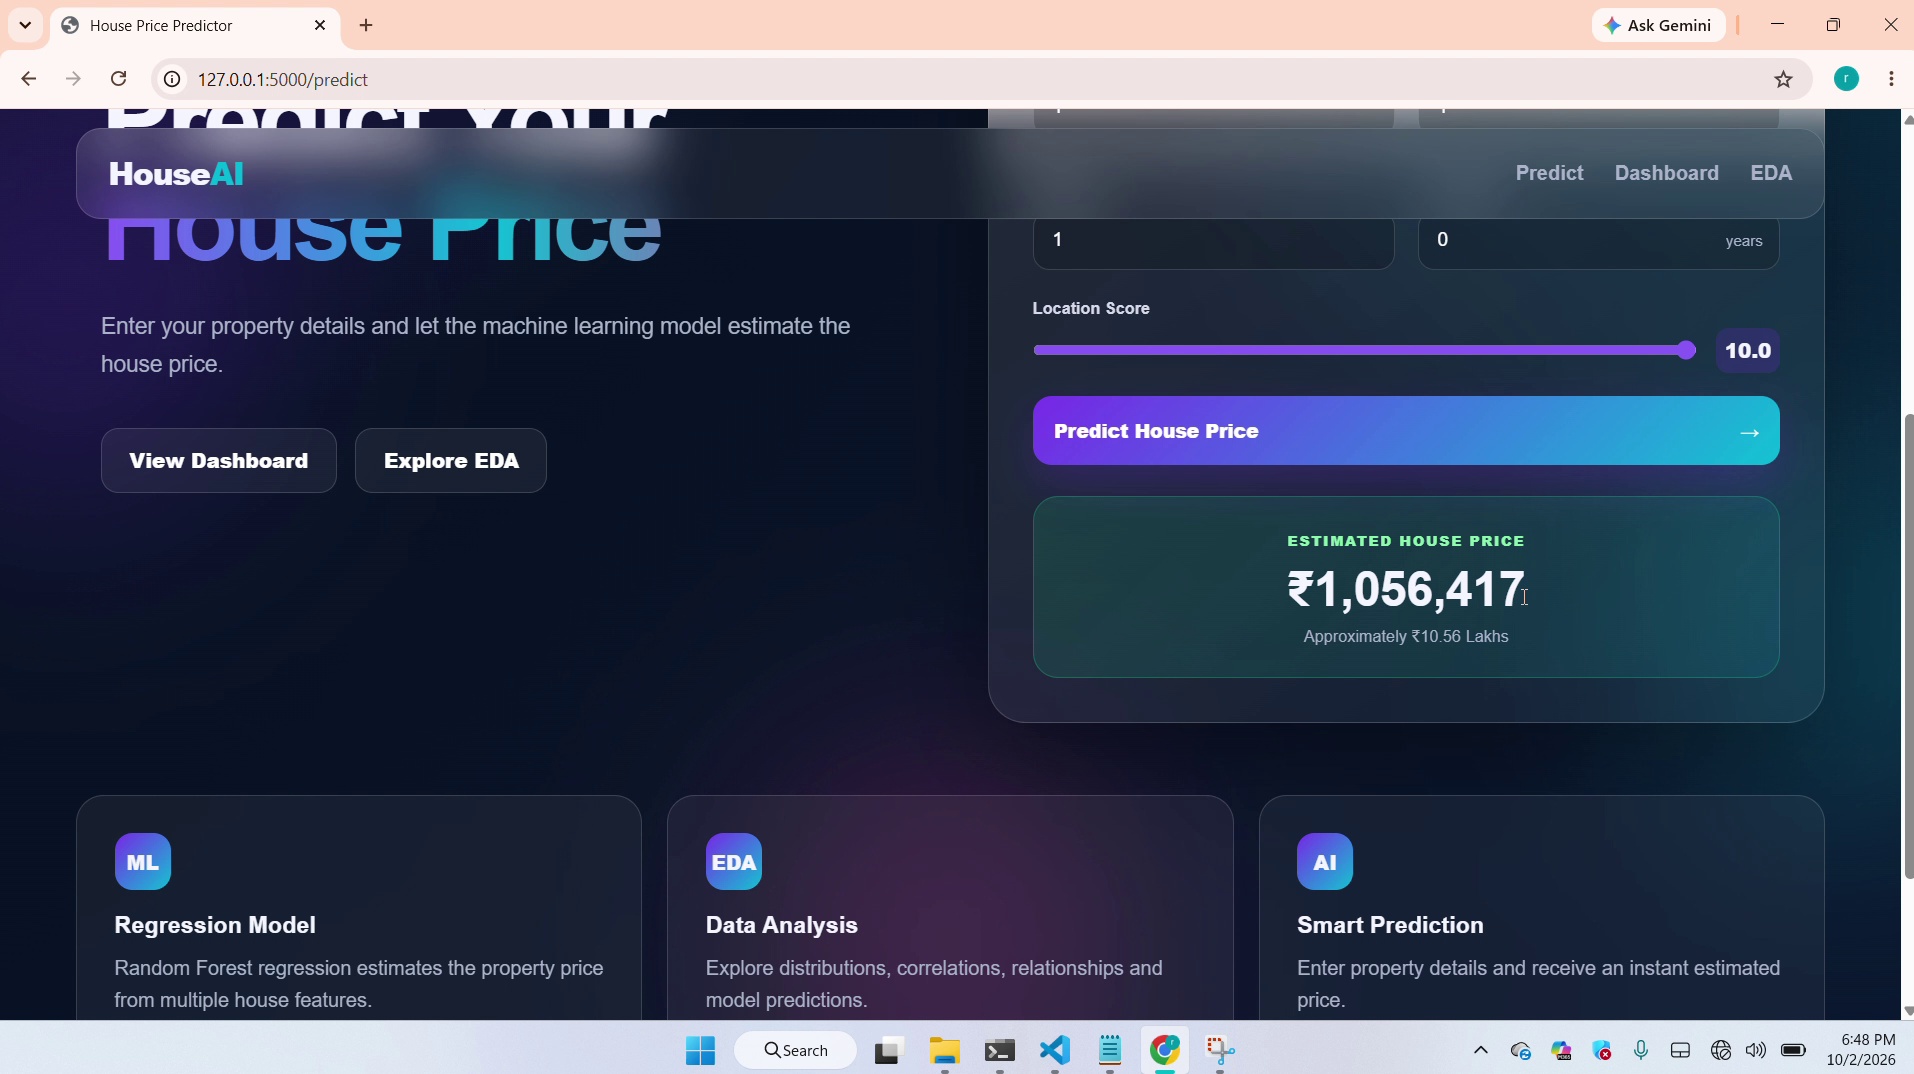 House Price Predictor
Ask Gemini
127.0.0.1:5000/predict
r
Predict Your
House Price
HouseAI
Predict
Dashboard
EDA
Enter your property details and let the machine learning model estimate the
house price.
View Dashboard
Explore EDA
1
0
years
Location Score
10.0
Predict House Price →
ESTIMATED HOUSE PRICE
₹1,056,417
Approximately ₹10.56 Lakhs
ML
Regression Model
Random Forest regression estimates the property price
from multiple house features.
EDA
Data Analysis
Explore distributions, correlations, relationships and
model predictions.
AI
Smart Prediction
Enter property details and receive an instant estimated
price.
Search
6:48 PM
10/2/2026